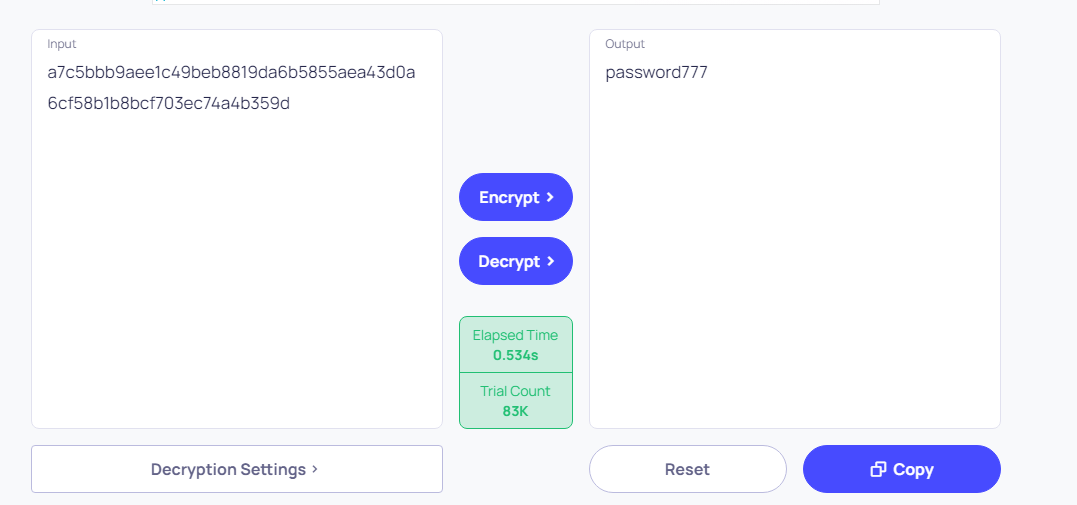 Input
a7c5bbb9aee1c49beb8819da6b5855aea43d0a
6cf58b1b8bcf703ec74a4b359d
Encrypt
Decrypt
Elapsed Time
0.534s
Trial Count
83K
Output
password777
Decryption Settings
Reset
Copy